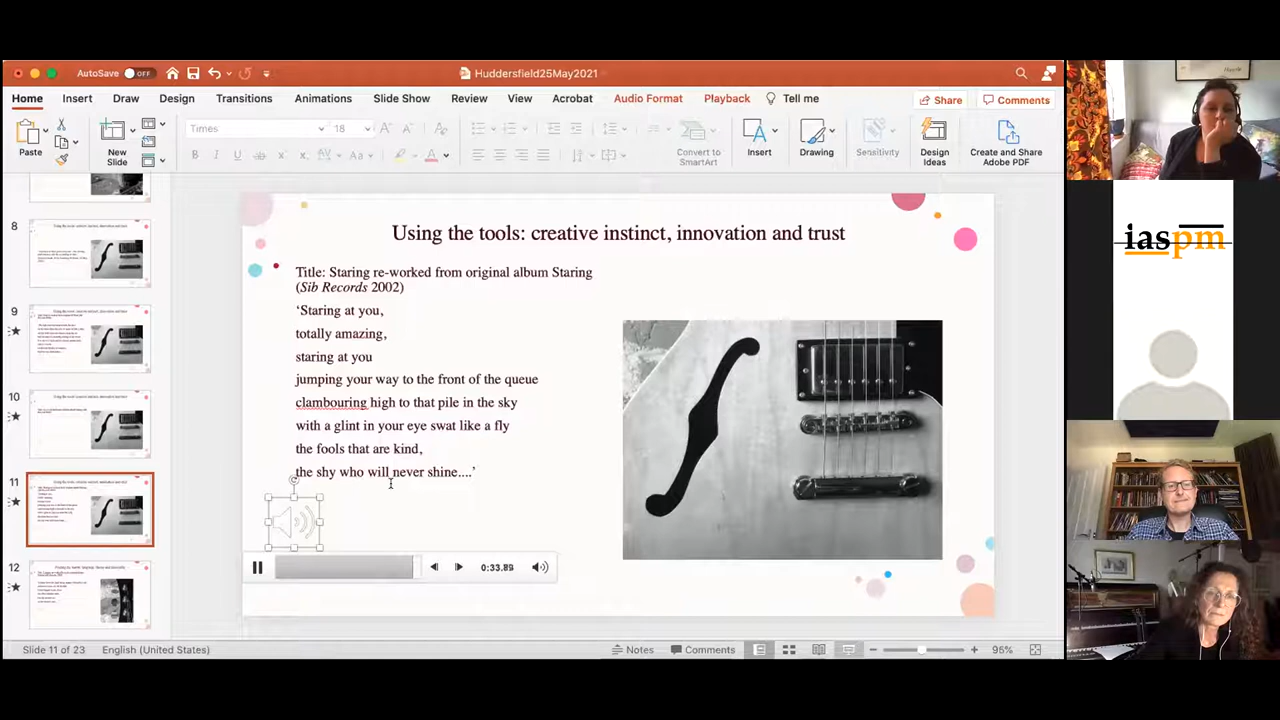 AutoSave OFF
Huddersfield25May2021
Home Insert Draw Design Transitions Animations Slide Show Review View Acrobat Audio Format Playback Tell me
Share Comments
Times 18
Paste
New
Slide
Convert to
SmartArt
Insert
Drawing
Sensitivity
Design
Ideas
Create and Share
Adobe PDF
8
9
10
11
12
Using the tools: creative instinct, innovation and trust
Title: Staring re-worked from original album Staring
(Sib Records 2002)
‘Staring at you,
totally amazing,
staring at you
jumping your way to the front of the queue
clambouring high to that pile in the sky
with a glint in your eye swat like a fly
the fools that are kind,
the shy who will never shine....’
0:33.89
Slide 11 of 23 English (United States)
Notes Comments 95%
iaspm